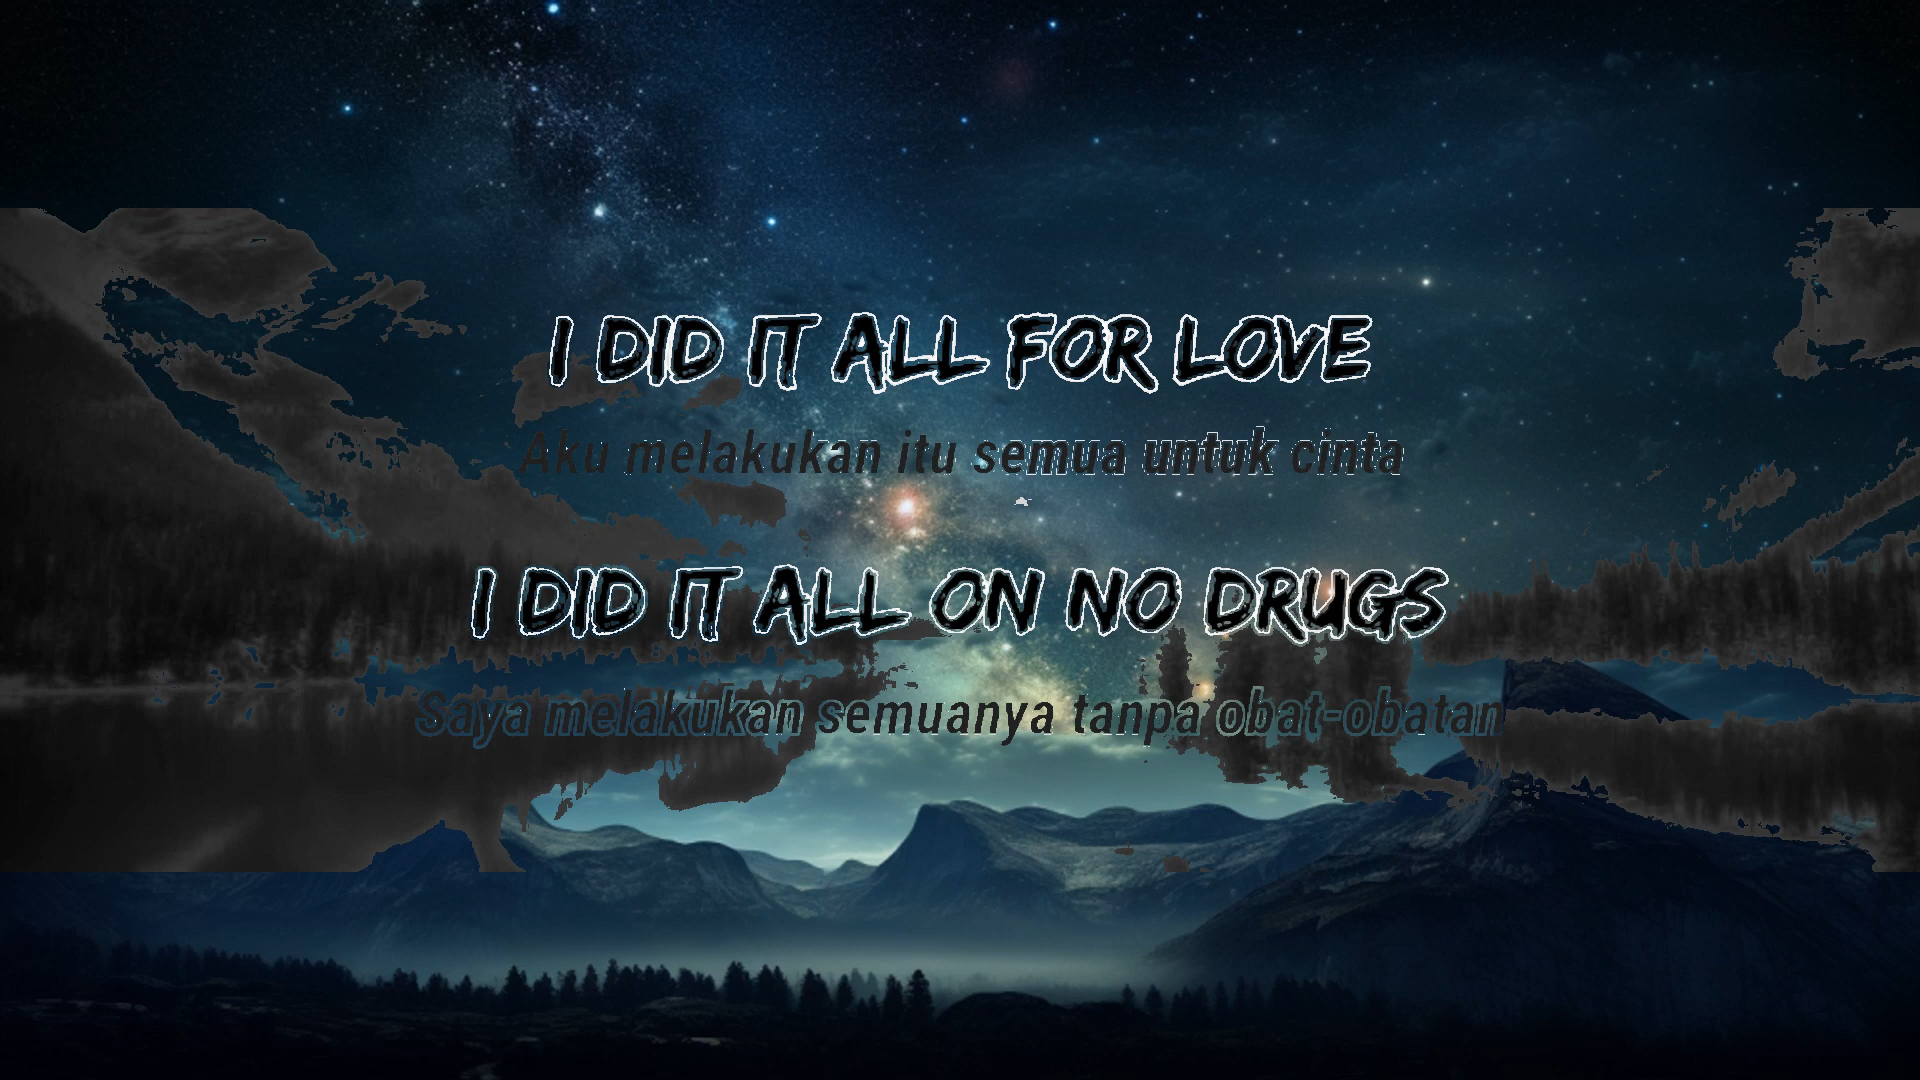 I DID IT ALL FOR LOVE
Aku melakukan itu semua untuk cinta
I DID IT ALL ON NO DRUGS
Saya melakukan semuanya tanpa obat-obatan